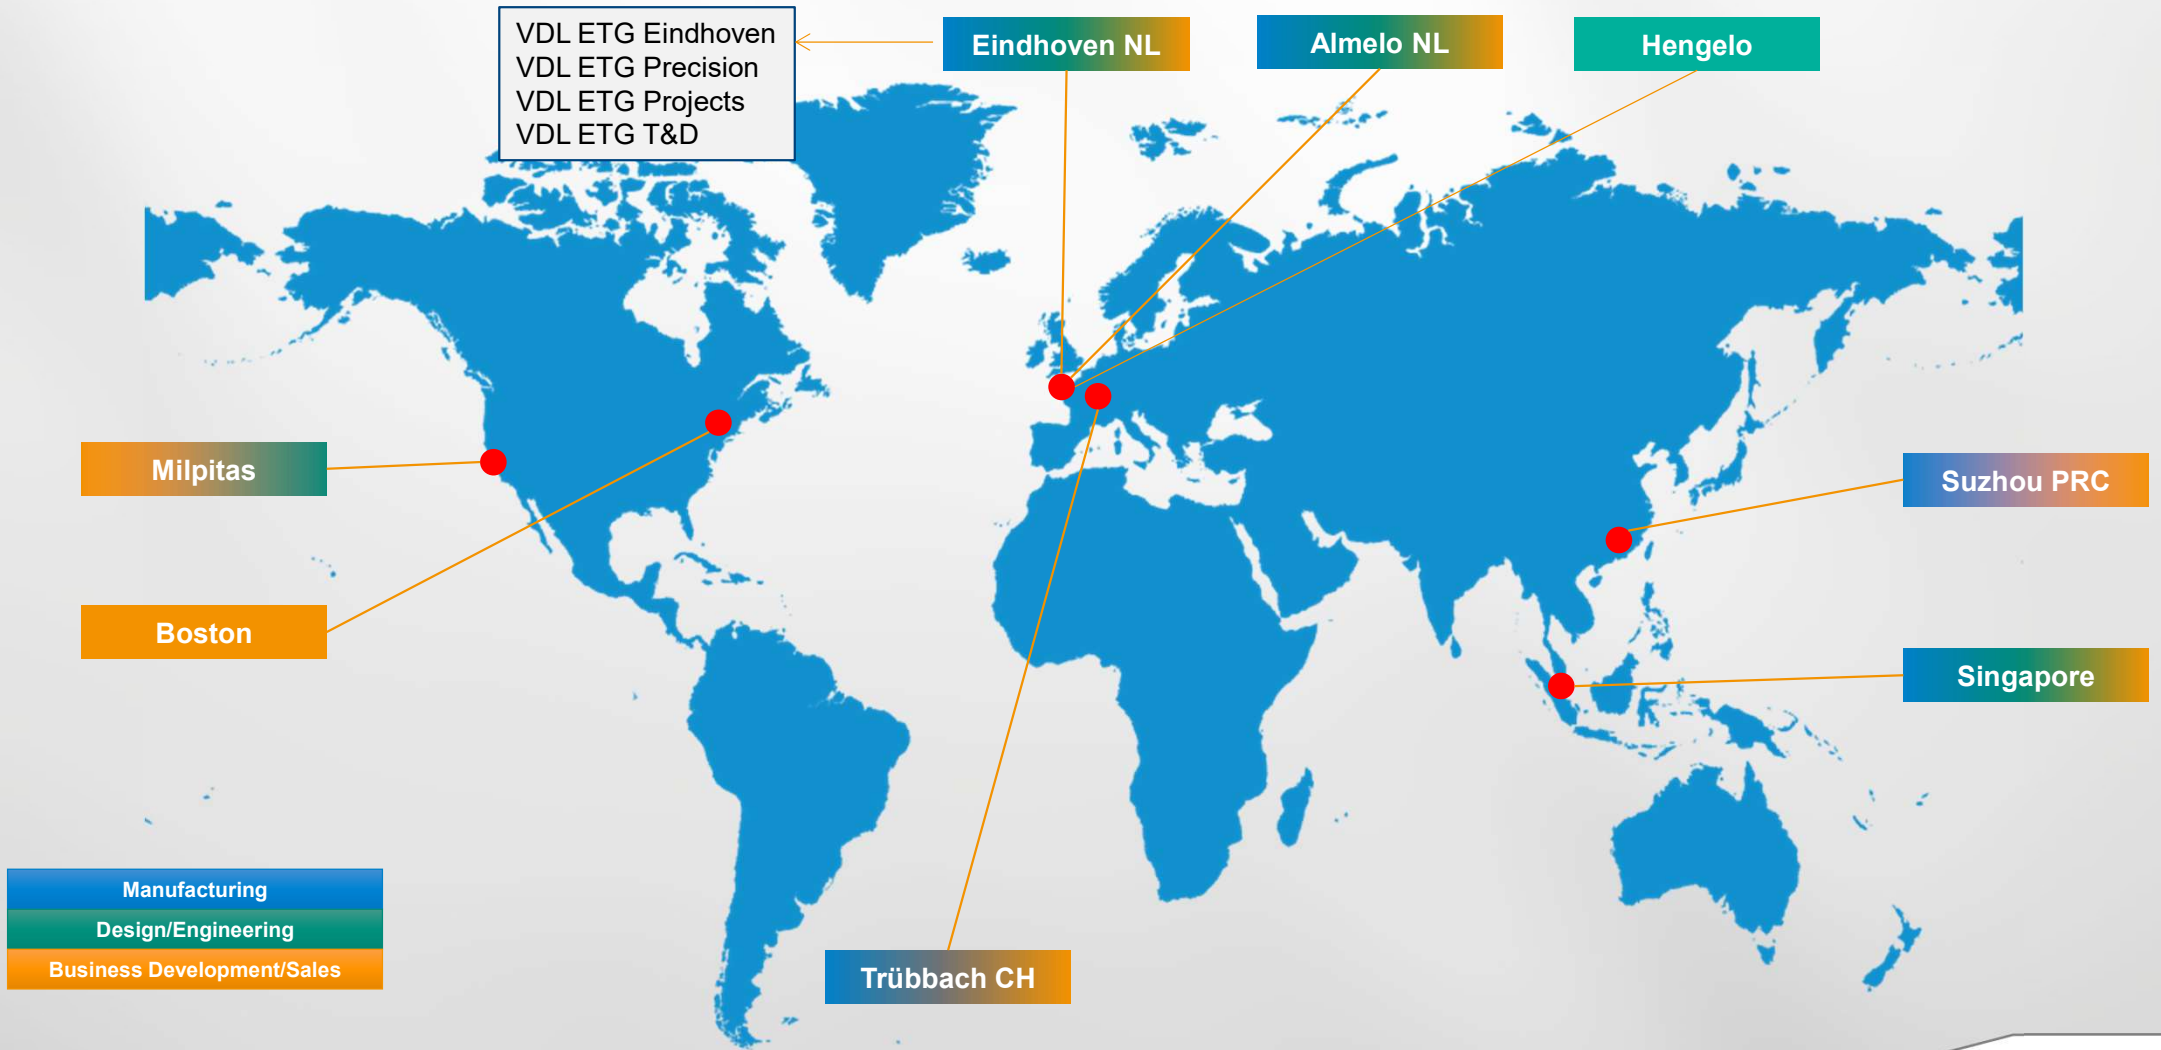 VDL ETG Eindhoven
VDL ETG Precision
VDL ETG Projects
VDL ETG T&D
Eindhoven NL
Almelo NL
Hengelo
Milpitas
Boston
Suzhou PRC
Singapore
Trübbach CH
Manufacturing
Design/Engineering
Business Development/Sales